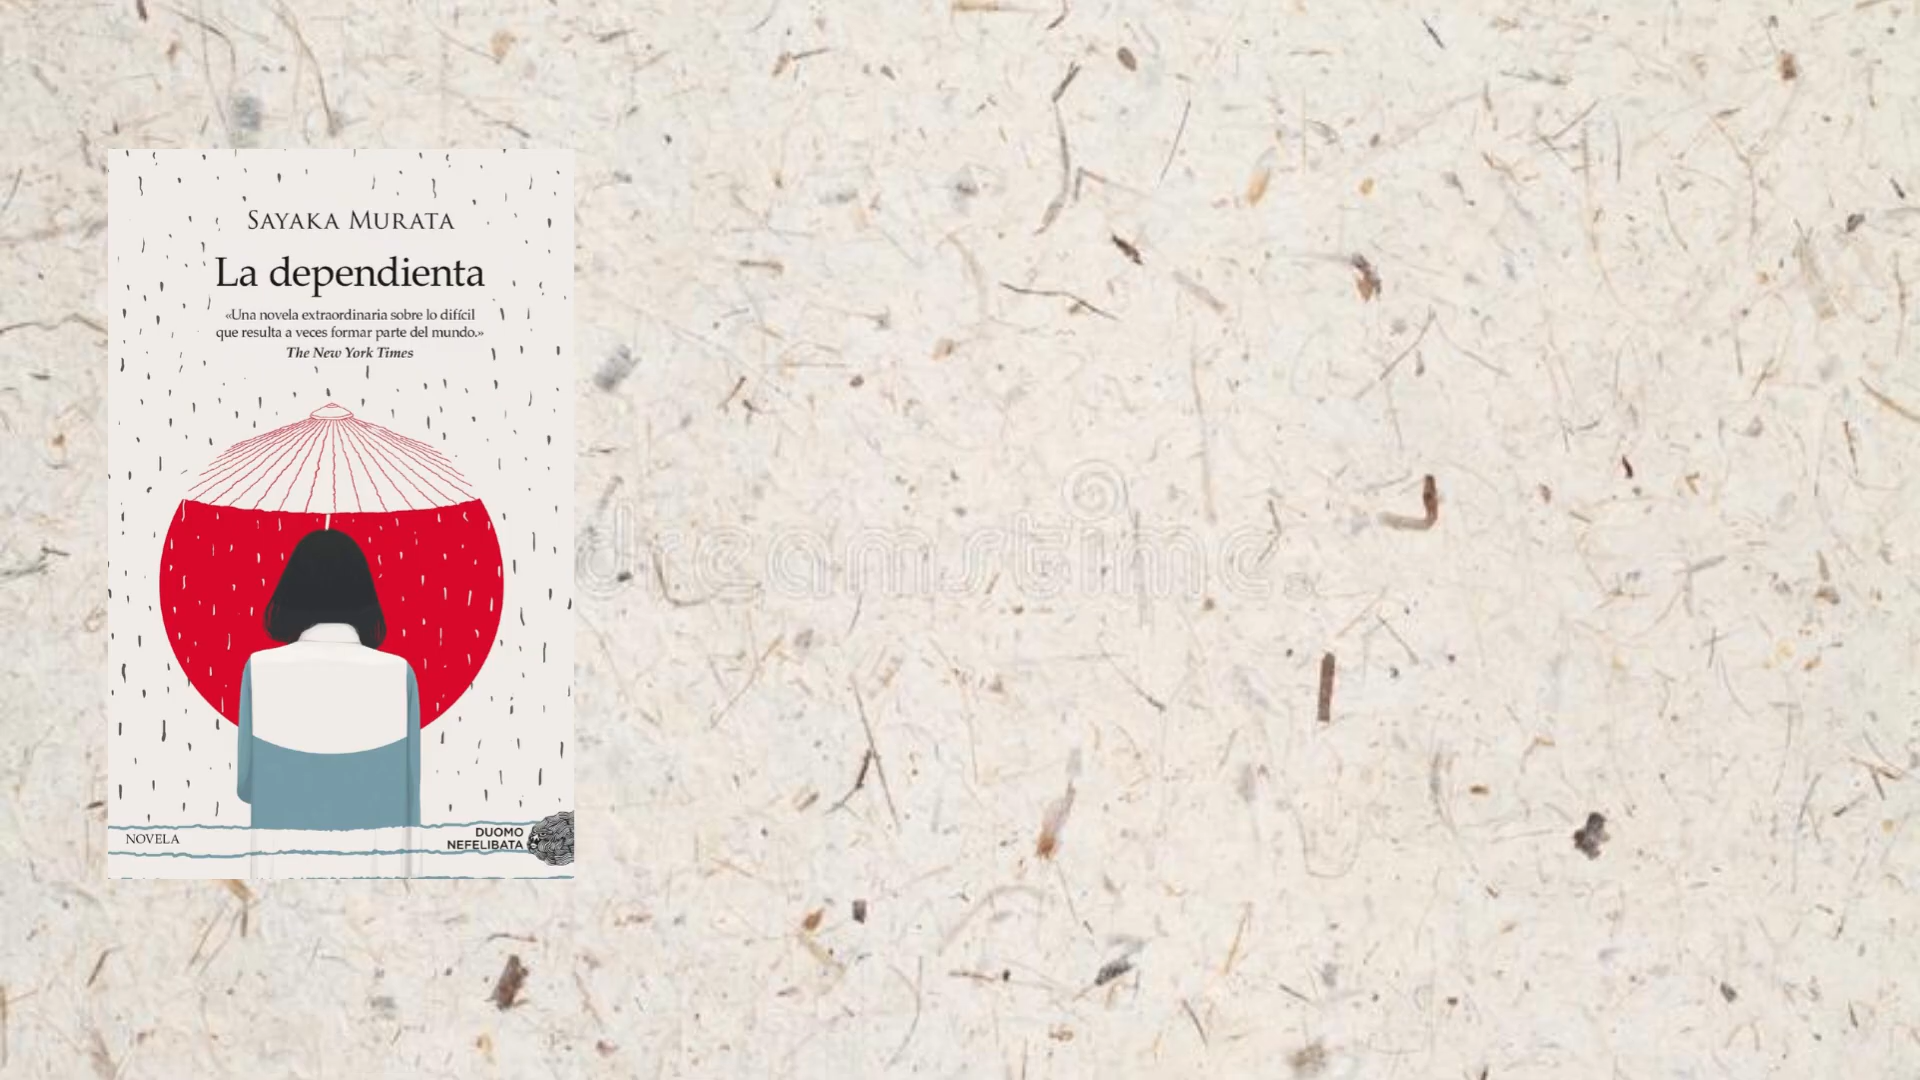 SAYAKA MURATA
La dependienta
«Una novela extraordinaria sobre lo difícil
que resulta a veces formar parte del mundo.»
The New York Times
dreamstime.
NOVELA
DUOMO
NEFELIBATA